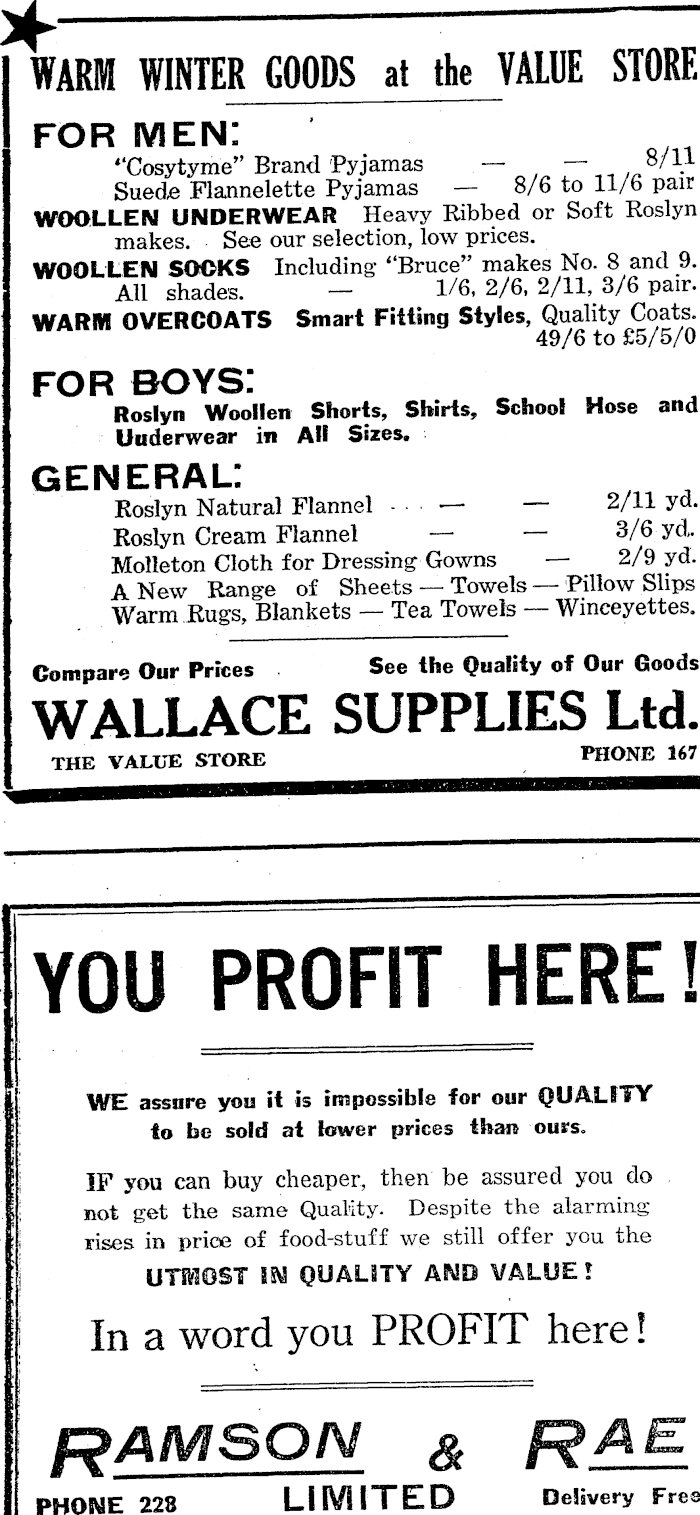 WARM WINTER GOODS at the VALUE STORE
FOR MEN:
"Cosytyme" Brand Pyjamas — — 8/11
Suede Flannelette Pyjamas — 8/6 to 11/6 pair
WOOLLEN UNDERWEAR Heavy Ribbed or Soft Roslyn
makes. See our selection, low prices.
WOOLLEN SOCKS Including "Bruce" makes No. 8 and 9.
All shades. — 1/6, 2/6, 2/11, 3/6 pair.
WARM OVERCOATS Smart Fitting Styles, Quality Coats.
49/6 to £5/5/0
FOR BOYS:
Roslyn Woollen Shorts, Shirts, School Hose and
Uuderwear in All Sizes.
GENERAL:
Roslyn Natural Flannel — — 2/11 yd.
Roslyn Cream Flannel — — 3/6 yd.
Molleton Cloth for Dressing Gowns — 2/9 yd.
A New Range of Sheets — Towels — Pillow Slips
Warm Rugs, Blankets — Tea Towels — Winceyettes.
Compare Our Prices See the Quality of Our Goods
WALLACE SUPPLIES Ltd.
THE VALUE STORE PHONE 167
YOU PROFIT HERE!
WE assure you it is impossible for our QUALITY
to be sold at lower prices than ours.
IF you can buy cheaper, then be assured you do
not get the same Quality. Despite the alarming
rises in price of food-stuff we still offer you the
UTMOST IN QUALITY AND VALUE!
In a word you PROFIT here!
RAMSON & RAE
PHONE 228 LIMITED Delivery Free